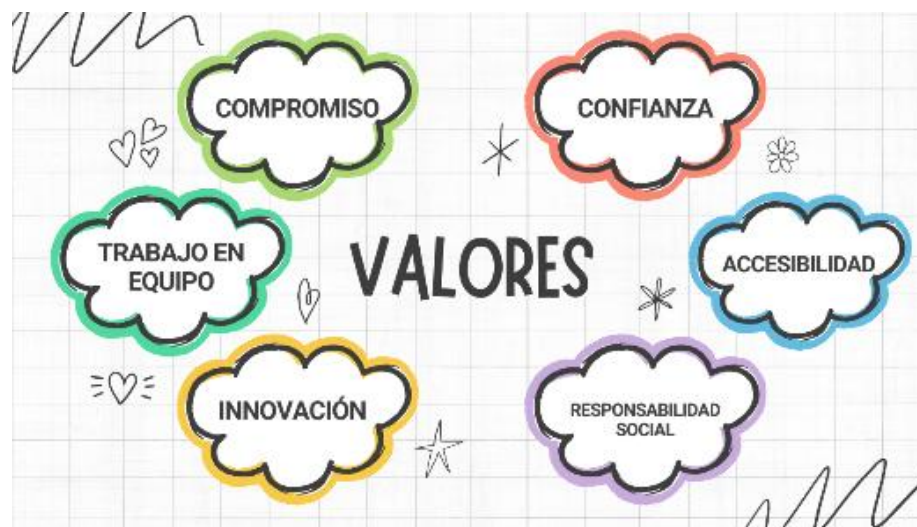 COMPROMISO
CONFIANZA
TRABAJO EN
EQUIPO
VALORES
ACCESIBILIDAD
INNOVACIÓN
RESPONSABILIDAD
SOCIAL